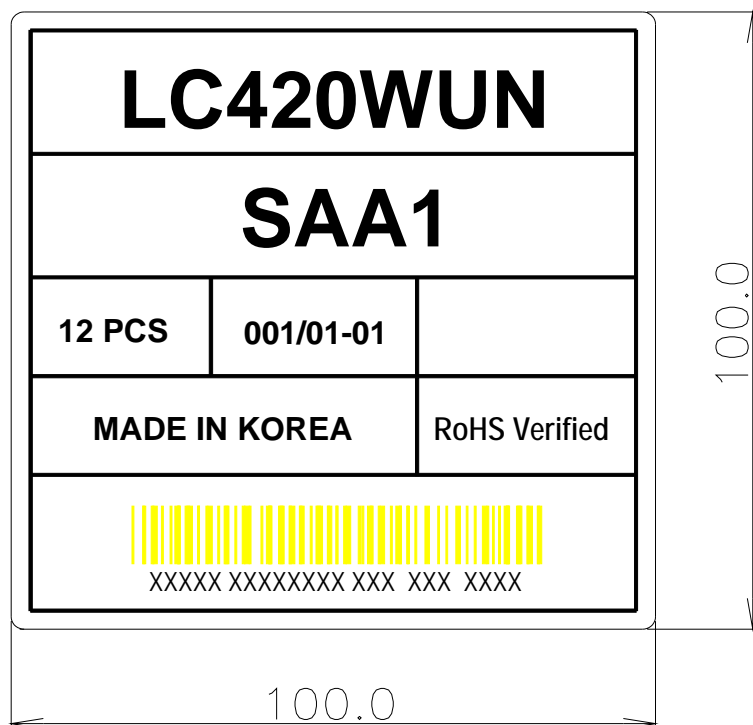 LC420WUN
SAA1
12 PCS 001/01-01
MADE IN KOREA RoHS Verified
XXXXX XXXXXXXX XXX XXX XXXX
100.0
100.0